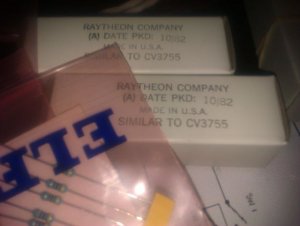 RAYTHEON COMPANY
(A) DATE PKD: 10/82
MADE IN U.S.A.
SIMILAR TO CV3755
RAYTHEON COMPANY
(A) DATE PKD: 10/82
MADE IN U.S.A.
SIMILAR TO CV3755
ELF